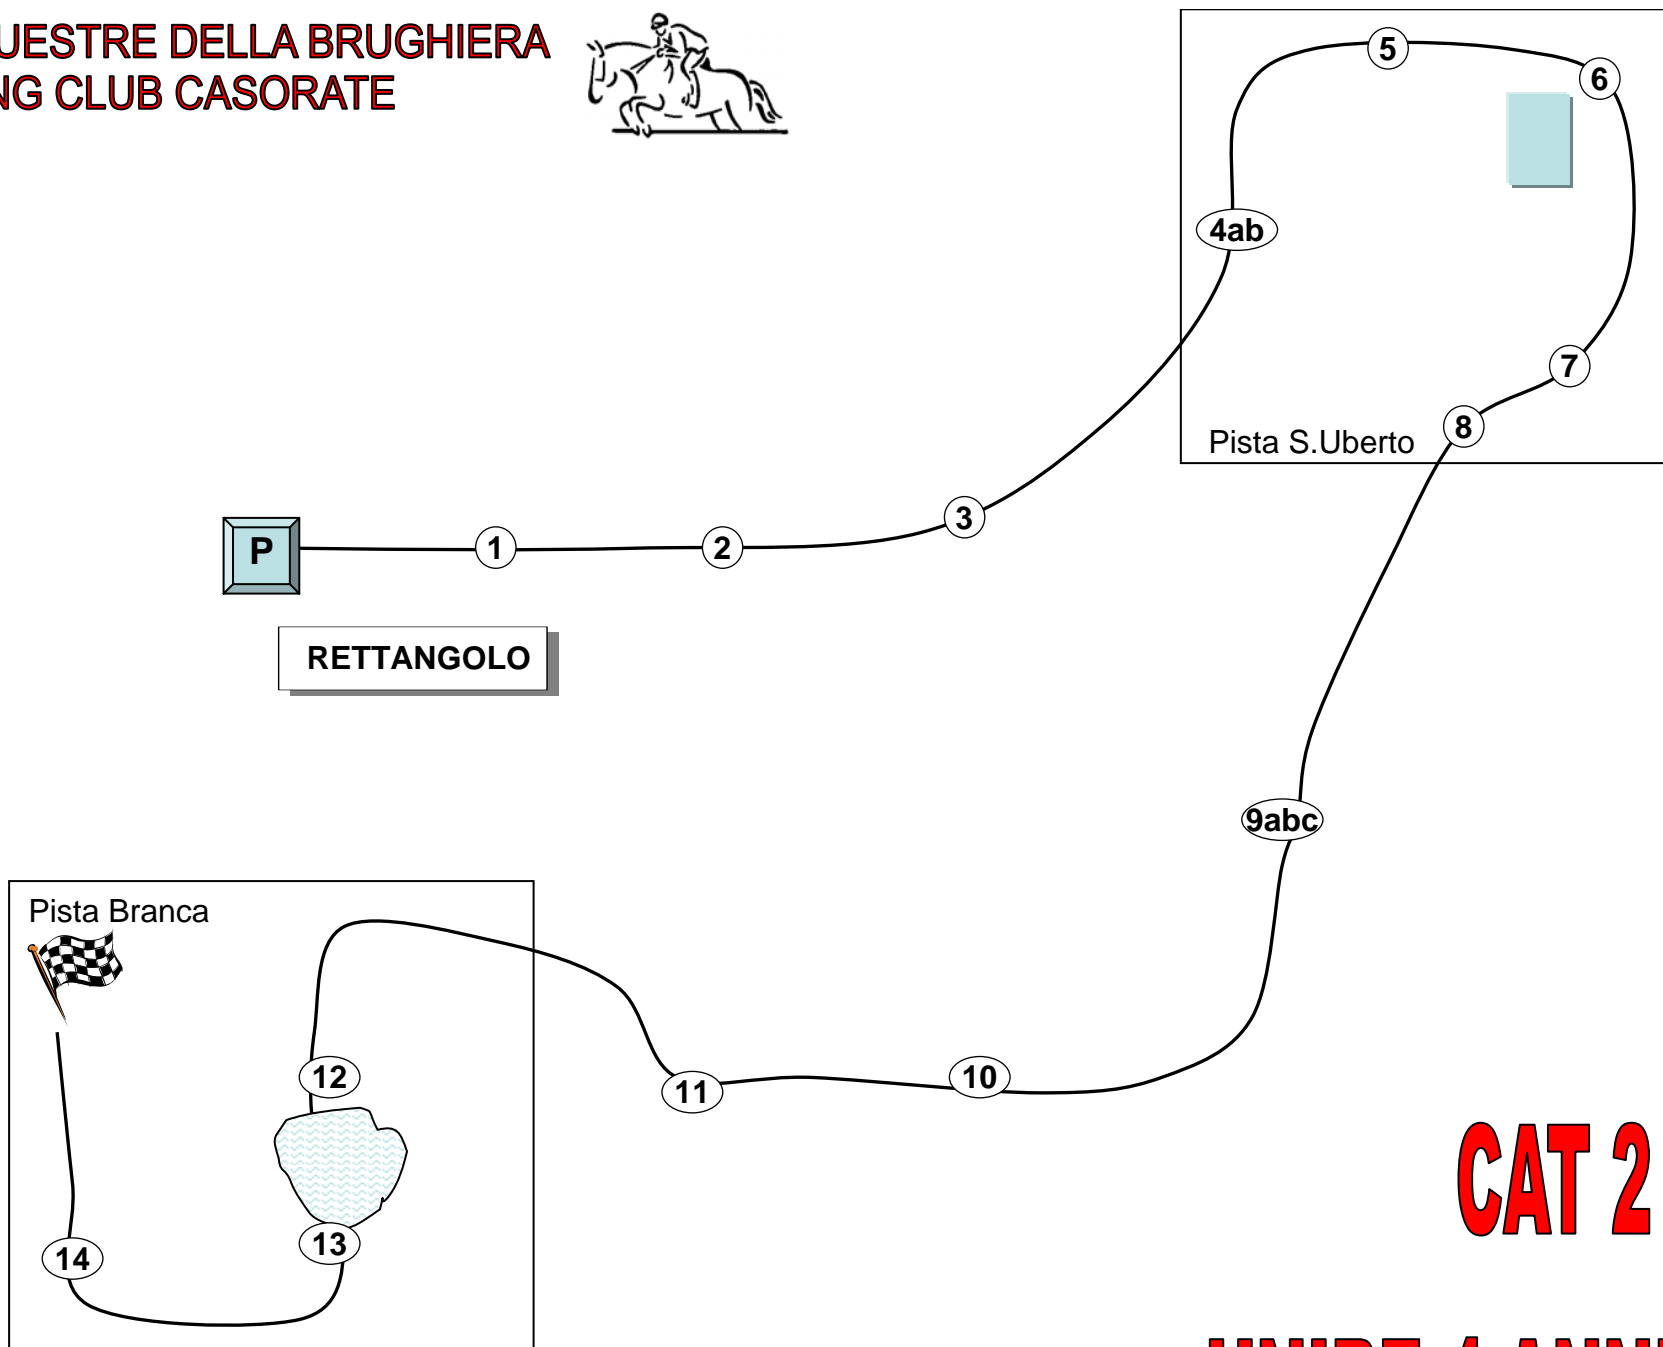 UESTRE DELLA BRUGHIERA
NG CLUB CASORATE
5
6
4ab
7
8
Pista S.Uberto
3
P
1
2
RETTANGOLO
9abc
Pista Branca
12
11
10
13
14
CAT 2